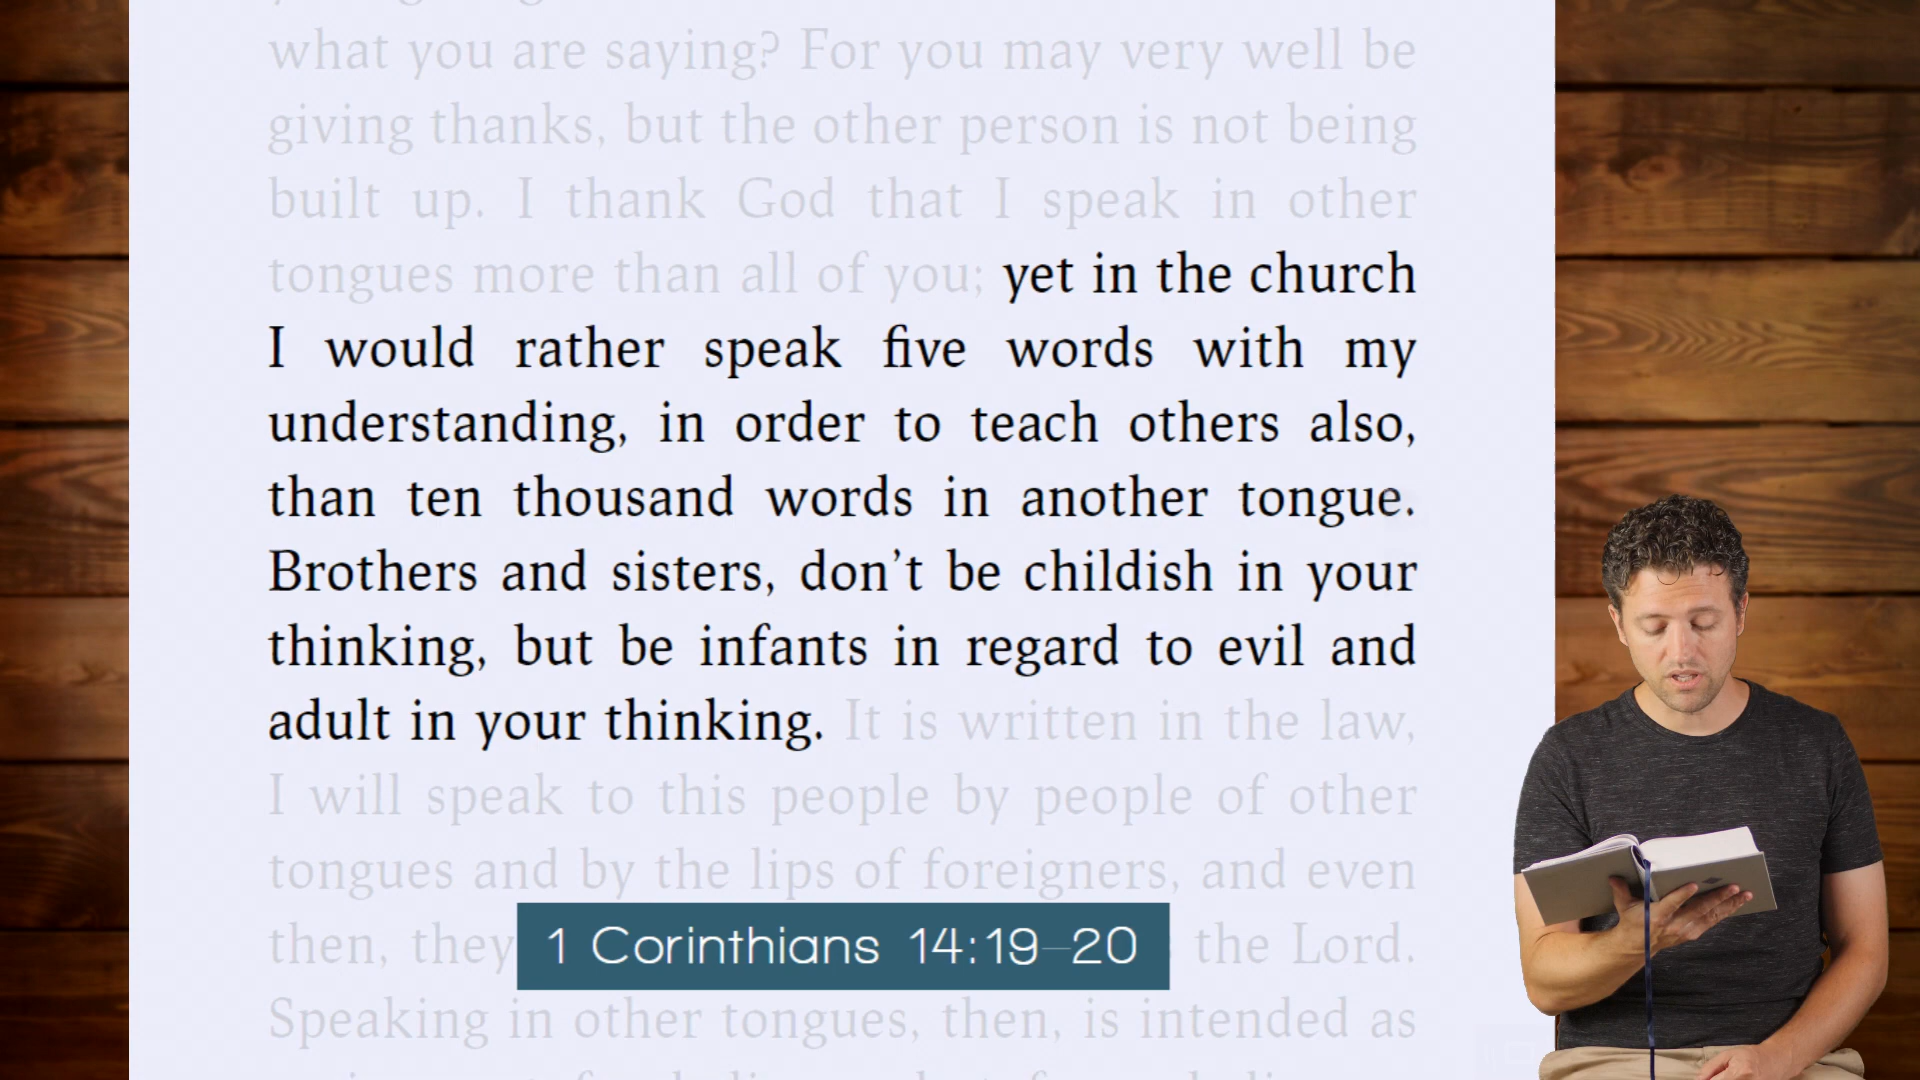 what you are saying? For you may very well be
giving thanks, but the other person is not being
built up. I thank God that I speak in other
tongues more than all of you; yet in the church
I would rather speak five words with my
understanding, in order to teach others also,
than ten thousand words in another tongue.
Brothers and sisters, don’t be childish in your
thinking, but be infants in regard to evil and
adult in your thinking. It is written in the law,
I will speak to this people by people of other
tongues and by the lips of foreigners, and even
then, they the Lord.
1 Corinthians 14:19–20
Speaking in other tongues, then, is intended as